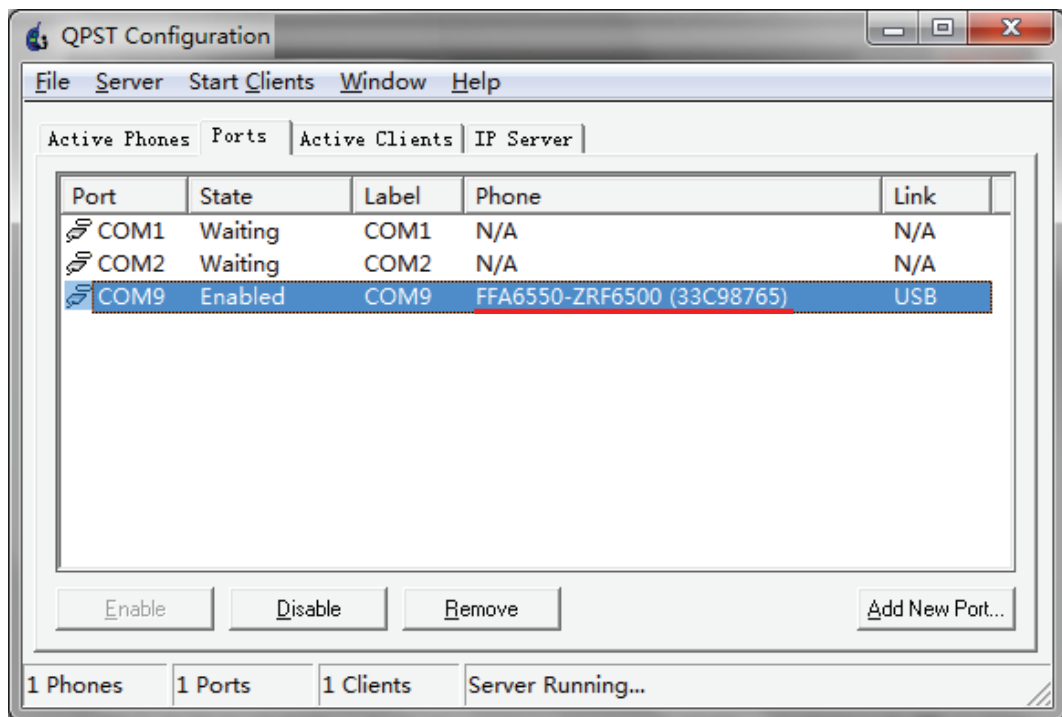 QPST Configuration
File Server Start Clients Window Help
Active Phones Ports Active Clients IP Server
Port State Label Phone Link
COM1 Waiting COM1 N/A N/A
COM2 Waiting COM2 N/A N/A
COM9 Enabled COM9 FFA6550-ZRF6500 (33C98765) USB
Enable Disable Remove Add New Port...
1 Phones 1 Ports 1 Clients Server Running...